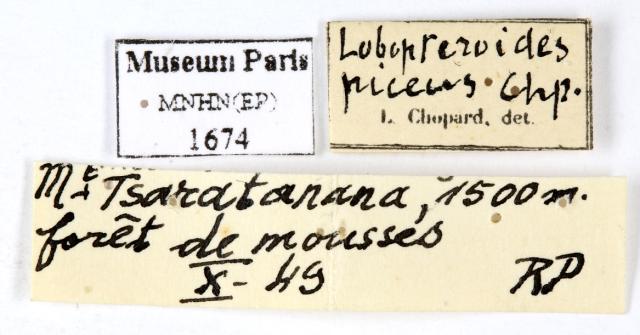 Museum Paris
MNHN(EP)
1674
Lobopteroides
piceus Chp.
L. Chopard, det.
Mt Tsaratanana, 1500 m.
forêt de mousses
X-49 RP